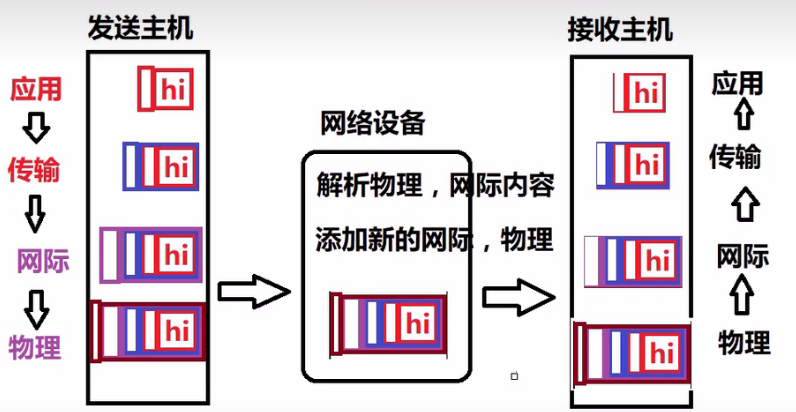 发送主机
应用
hi
传输
hi
网际
hi
物理
hi
网络设备
解析物理，网际内容
添加新的网际，物理
hi
接收主机
hi
应用
hi
传输
hi
网际
hi
物理